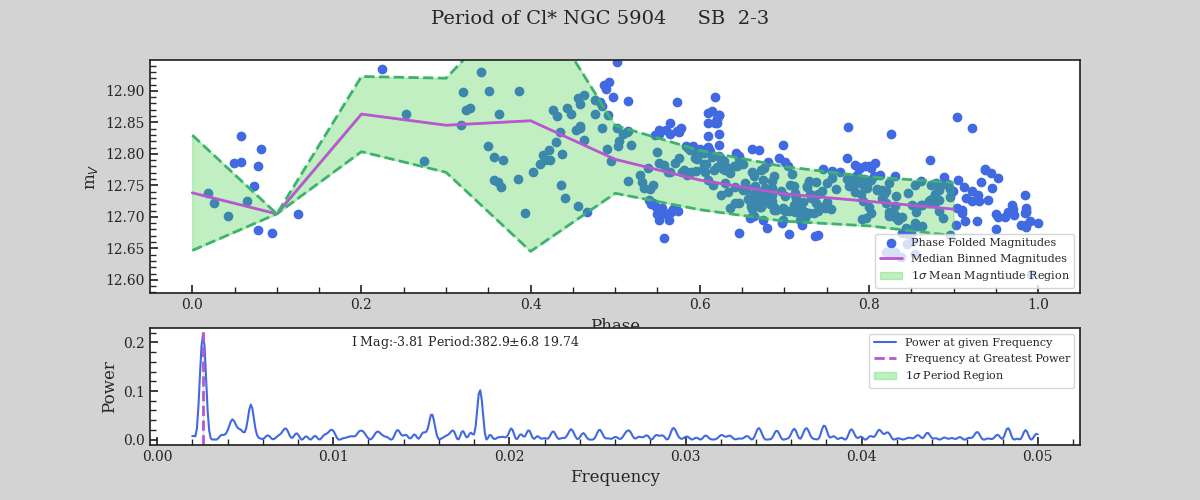 Period of Cl* NGC 5904 SB 2-3
m_V
12.90
12.85
12.80
12.75
12.70
12.65
12.60
Phase Folded Magnitudes
Median Binned Magnitudes
1σ Mean Magntiude Region
0.0 0.2 0.4 0.6 0.8 1.0
Phase
Power
0.2
0.1
0.0
I Mag:-3.81 Period:382.9±6.8 19.74
Power at given Frequency
Frequency at Greatest Power
1σ Period Region
0.00 0.01 0.02 0.03 0.04 0.05
Frequency